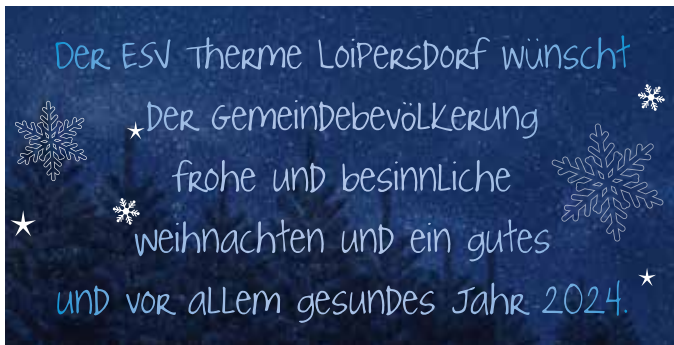 Der ESV Therme Loipersdorf wünscht
der Gemeindebevölkerung
frohe und besinnliche
Weihnachten und ein gutes
und vor allem gesundes Jahr 2024.